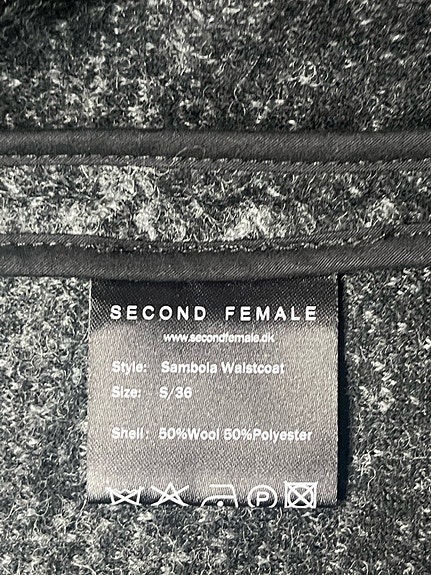 SECOND FEMALE
www.secondfemale.dk
Style: Sambola Waistcoat
Size: S/36
Shell: 50%Wool 50%Polyester
P